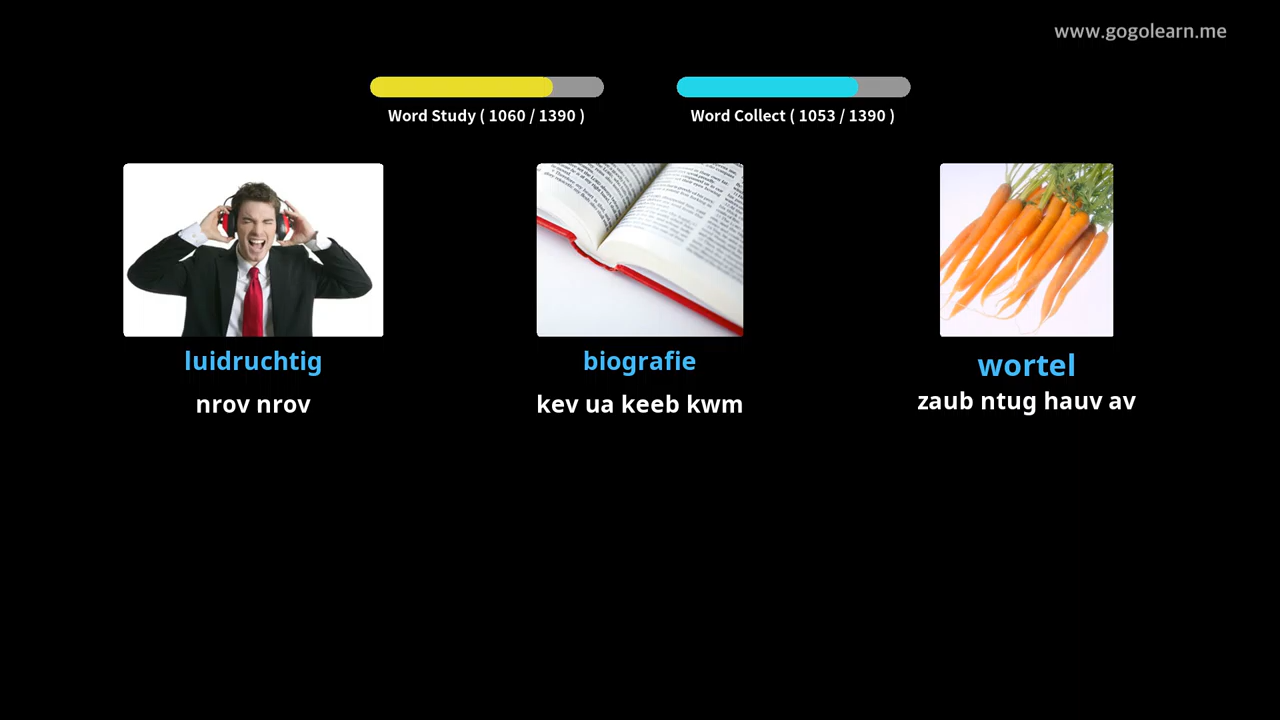 www.gogolearn.me
Word Study ( 1060 / 1390 )
Word Collect ( 1053 / 1390 )
luidruchtig
biografie
wortel
nrov nrov
kev ua keeb kwm
zaub ntug hauv av